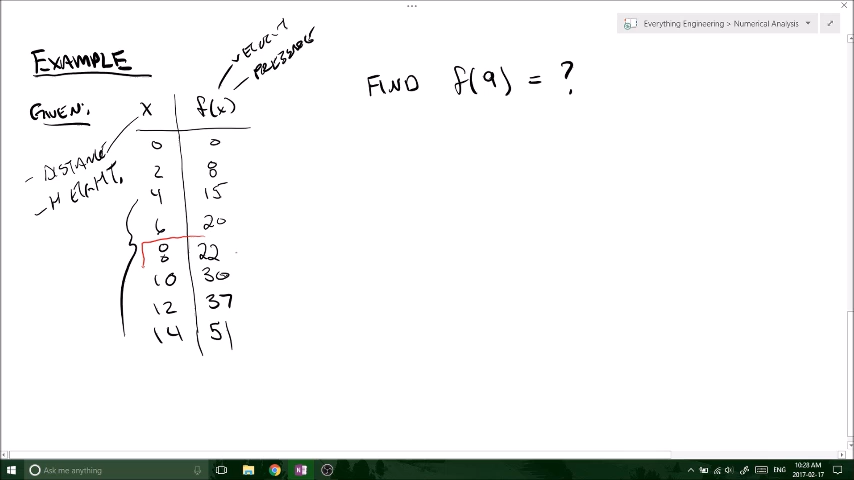 Everything Engineering > Numerical Analysis
EXAMPLE
VELOCITY
PRESSURE
FIND f(9) = ?
GIVEN:
x f(x)
- DISTANCE
- HEIGHT.
0 0
2 8
4 15
6 20
8 22
10 30
12 37
14 51
Ask me anything
ENG
10:28 AM
2017-02-17